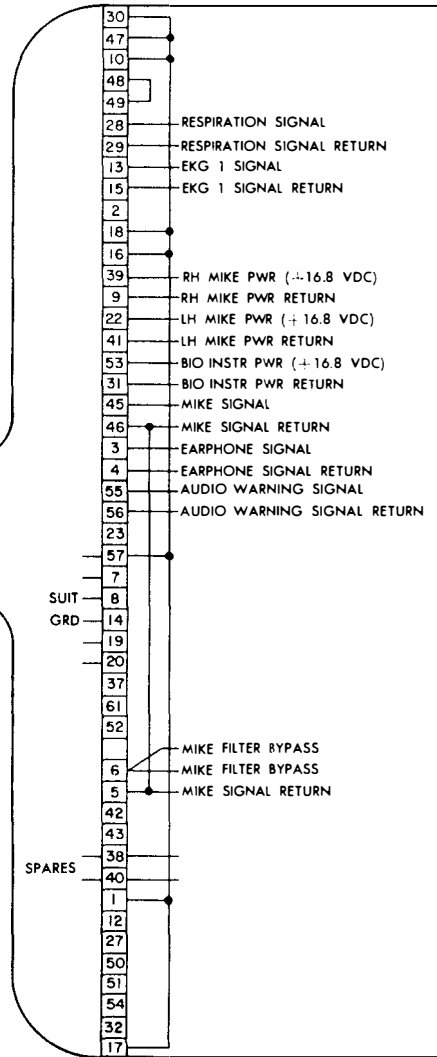 30
47
10
48
49
28 RESPIRATION SIGNAL
29 RESPIRATION SIGNAL RETURN
13 EKG 1 SIGNAL
15 EKG 1 SIGNAL RETURN
2
18
16
39 RH MIKE PWR (+16.8 VDC)
9 RH MIKE PWR RETURN
22 LH MIKE PWR (+16.8 VDC)
41 LH MIKE PWR RETURN
53 BIO INSTR PWR (+16.8 VDC)
31 BIO INSTR PWR RETURN
45 MIKE SIGNAL
46 MIKE SIGNAL RETURN
3 EARPHONE SIGNAL
4 EARPHONE SIGNAL RETURN
55 AUDIO WARNING SIGNAL
56 AUDIO WARNING SIGNAL RETURN
23
57
7
SUIT 8
GRD 14
19
20
37
61
52
MIKE FILTER BYPASS
6 MIKE FILTER BYPASS
5 MIKE SIGNAL RETURN
42
43
38
SPARES
40
1
12
27
50
51
54
32
17